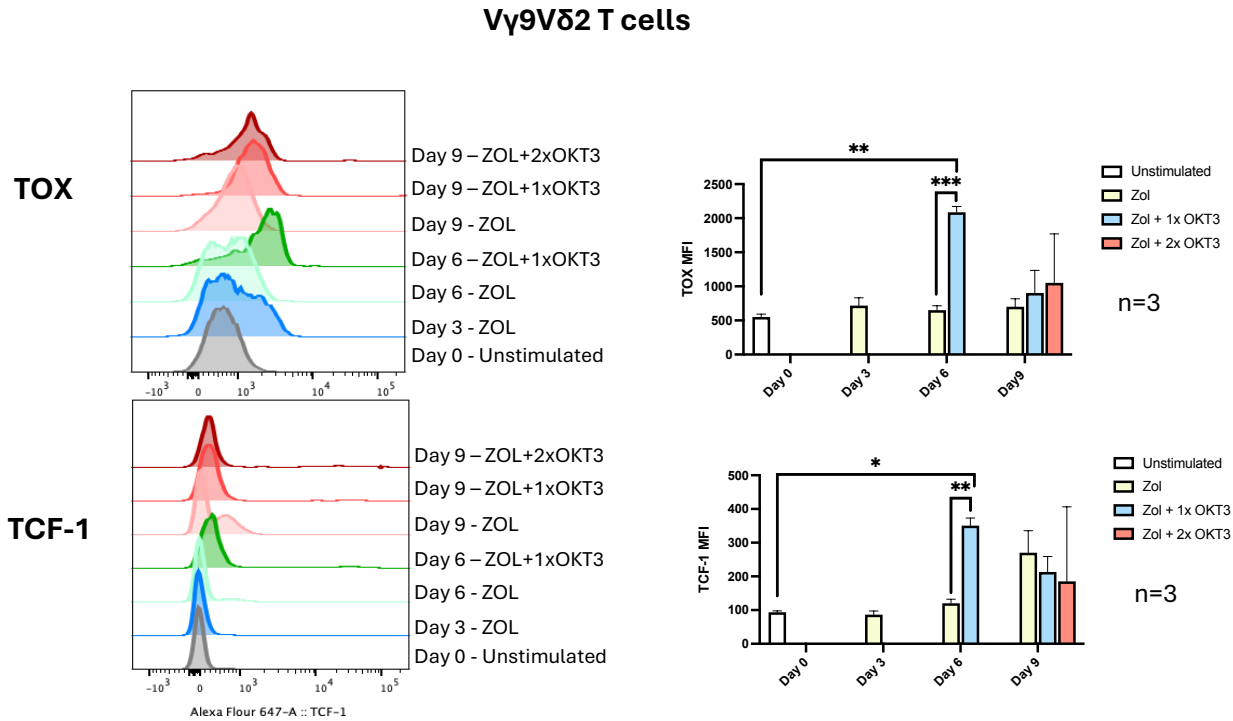 Vγ9Vδ2 T cells
TOX
Day 9 – ZOL+2xOKT3
Day 9 – ZOL+1xOKT3
Day 9 - ZOL
Day 6 – ZOL+1xOKT3
Day 6 - ZOL
Day 3 - ZOL
Day 0 - Unstimulated
-10³ 0 10³ 10⁴ 10⁵
TOX MFI
2500
2000
1500
1000
500
0
** 
***
Day 0 Day 3 Day 6 Day9
Unstimulated
Zol
Zol + 1x OKT3
Zol + 2x OKT3
n=3
TCF-1
Day 9 – ZOL+2xOKT3
Day 9 – ZOL+1xOKT3
Day 9 - ZOL
Day 6 – ZOL+1xOKT3
Day 6 - ZOL
Day 3 - ZOL
Day 0 - Unstimulated
-10³ 0 10³ 10⁴ 10⁵
Alexa Flour 647-A :: TCF-1
TCF-1 MFI
500
400
300
200
100
0
*
**
Day 0 Day 3 Day 6 Day 9
Unstimulated
Zol
Zol + 1x OKT3
Zol + 2x OKT3
n=3